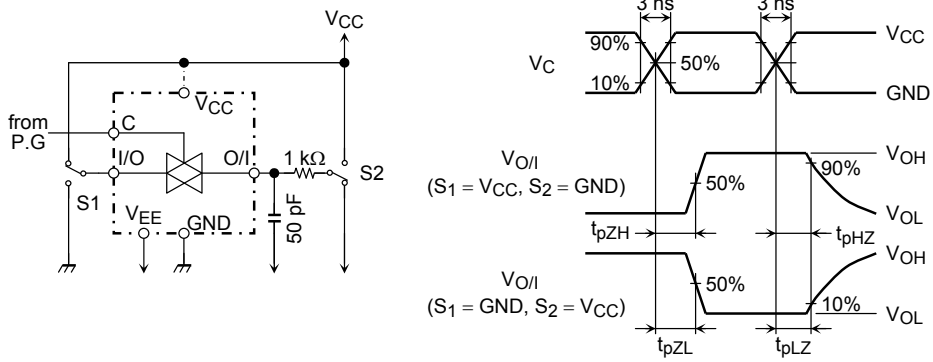 VCC
VCC
from
P.G
C
I/O
O/I
1 kΩ
S2
S1
50 pF
VEE
GND
3 ns
3 ns
VC
90%
10%
50%
VCC
GND
VO/I
(S1 = VCC, S2 = GND)
50%
VOH
90%
VOL
tpZH
tpHZ
VO/I
(S1 = GND, S2 = VCC)
50%
VOH
10%
VOL
tpZL
tpLZ